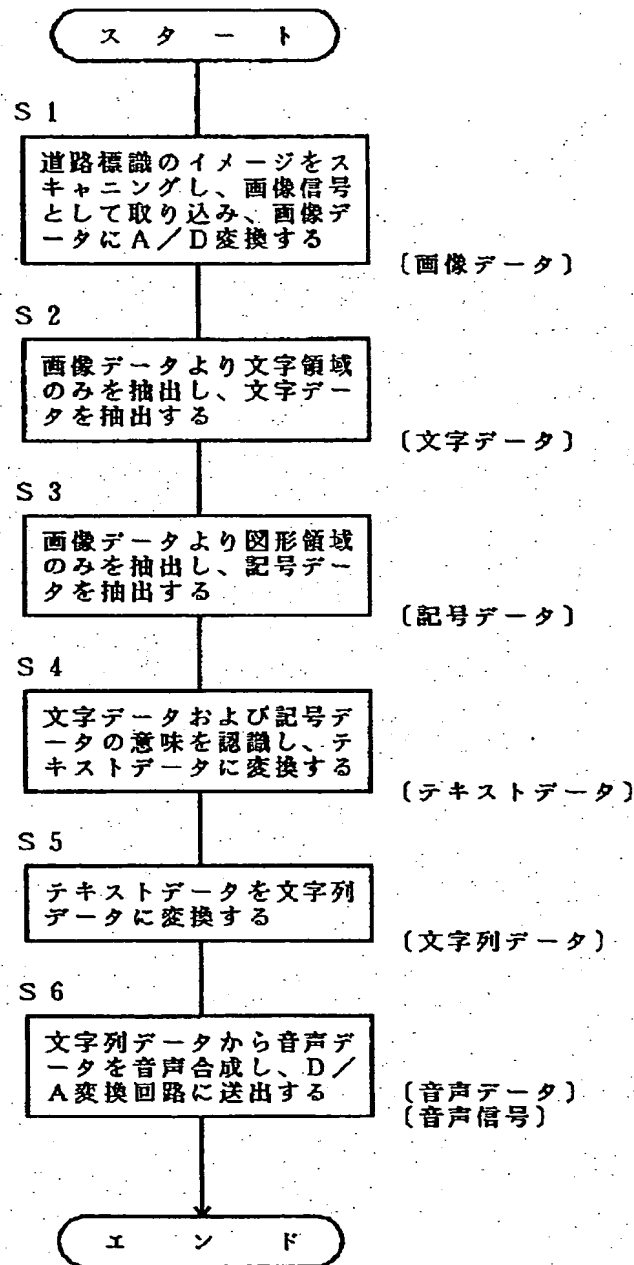 スタート
S1
道路標識のイメージをス
キャニングし、画像信号
として取り込み、画像デ
ータにA/D変換する
〔画像データ〕
S2
画像データより文字領域
のみを抽出し、文字デー
タを抽出する
〔文字データ〕
S3
画像データより図形領域
のみを抽出し、記号デー
タを抽出する
〔記号データ〕
S4
文字データおよび記号デ
ータの意味を認識し、テ
キストデータに変換する
〔テキストデータ〕
S5
テキストデータを文字列
データに変換する
〔文字列データ〕
S6
文字列データから音声デ
ータを音声合成し、D/
A変換回路に送出する
〔音声データ〕
〔音声信号〕
エンド